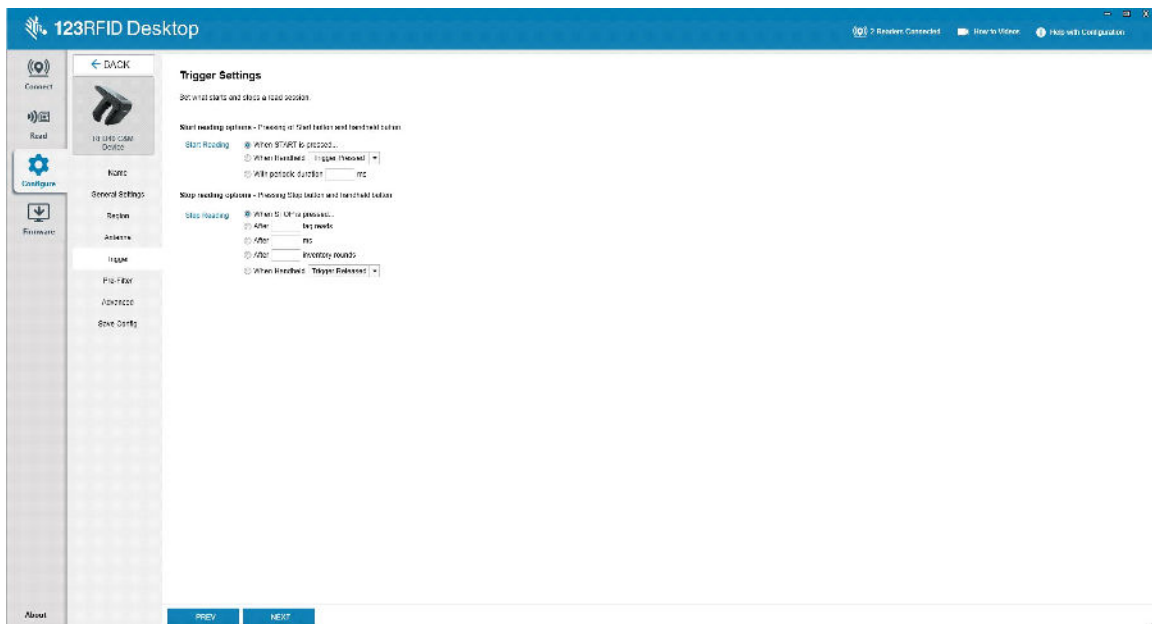 123RFID Desktop
2 Readers Connected
How to Videos
Help with Configuration
Connect
Read
Configure
Firmware
About
← BACK
Device
Name
General Settings
Region
Antenna
Trigger
Pre-Filter
Advanced
Save Config
Trigger Settings
Set what starts and stops a read session.
Start reading options - Pressing of Start button and handheld button
Start Reading
When START is pressed...
When Handheld Trigger Pressed
With periodic duration ms
Stop reading options - Pressing Stop button and handheld button
Stop Reading
When STOP is pressed...
After tag reads
After ms
After inventory rounds
When Handheld Trigger Released
PREV
NEXT